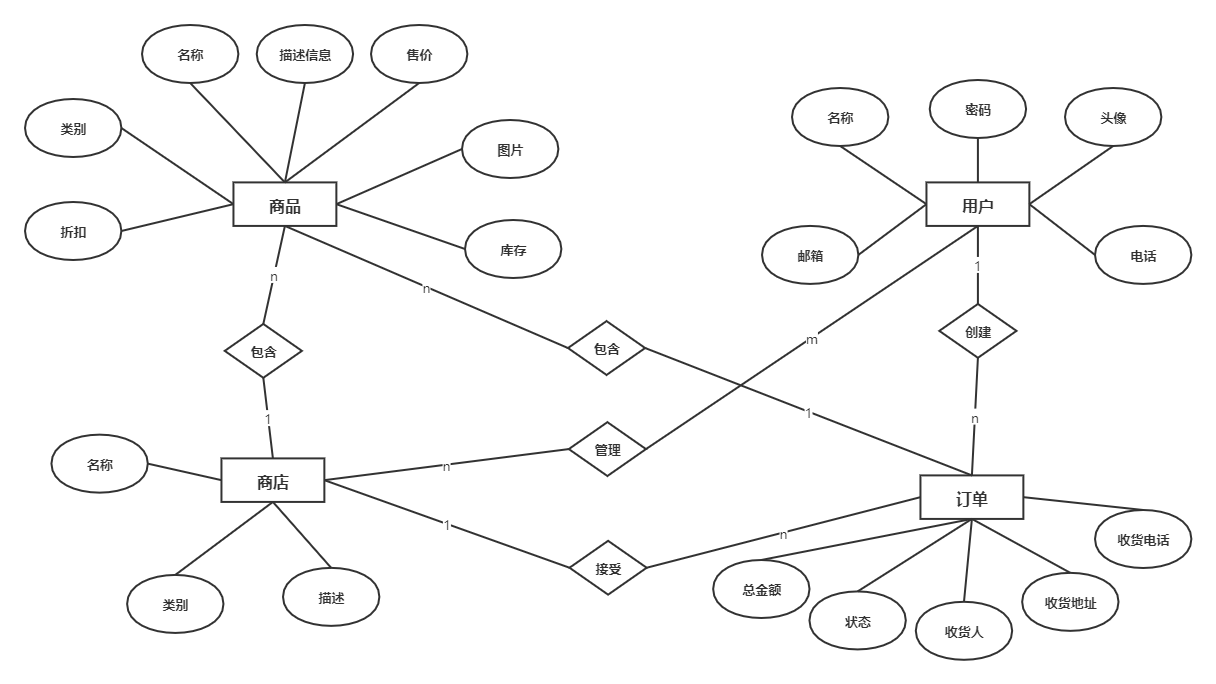 名称
描述信息
售价
类别
图片
折扣
商品
库存
名称
密码
头像
用户
邮箱
电话
n
n
1
m
包含
包含
创建
1
1
n
管理
n
名称
商店
订单
1
n
接受
收货电话
类别
描述
总金额
状态
收货人
收货地址